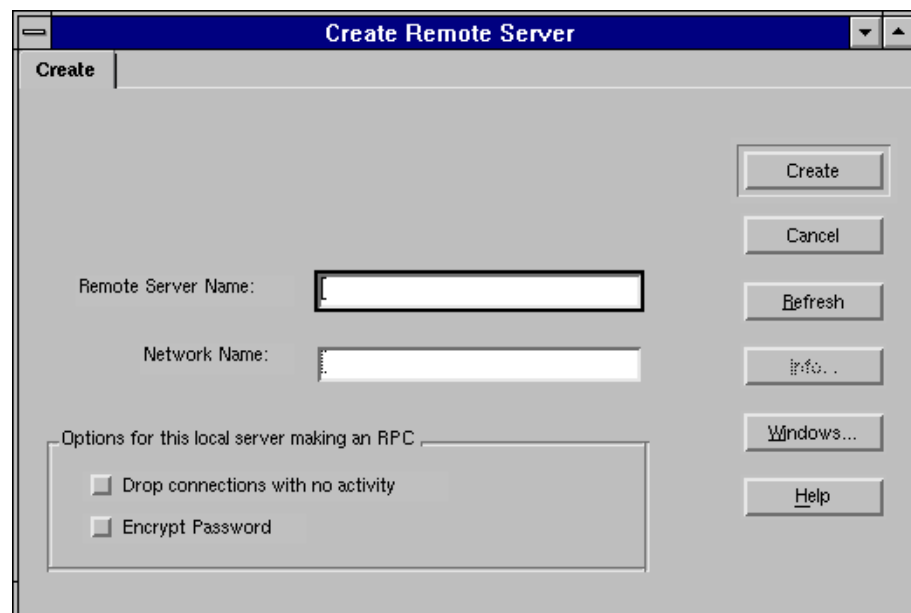 Create Remote Server
Create
Create
Cancel
Remote Server Name:
Refresh
Network Name:
Info. .
Options for this local server making an RPC
Windows...
Drop connections with no activity
Help
Encrypt Password